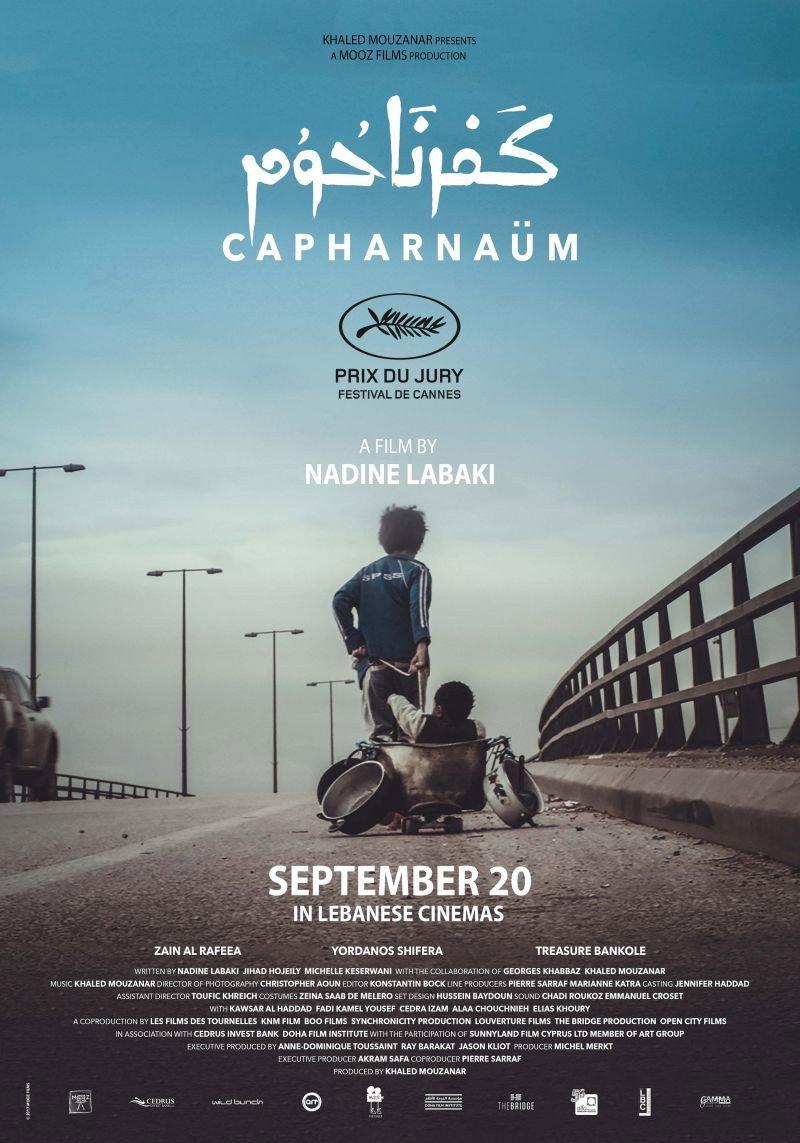 KHALED MOUZANAR PRESENTS
A MOOZ FILMS PRODUCTION
كَفرنَاحُوم
CAPHARNAÜM
PRIX DU JURY
FESTIVAL DE CANNES
A FILM BY
NADINE LABAKI
SPSS
SEPTEMBER 20
IN LEBANESE CINEMAS
ZAIN AL RAFEEA YORDANOS SHIFERA TREASURE BANKOLE
WRITTEN BY NADINE LABAKI JIHAD HOJEILY MICHELLE KESERWANI WITH THE COLLABORATION OF GEORGES KHABBAZ KHALED MOUZANAR
MUSIC KHALED MOUZANAR DIRECTOR OF PHOTOGRAPHY CHRISTOPHER AOUN EDITOR KONSTANTIN BOCK LINE PRODUCERS PIERRE SARRAF MARIANNE KATRA CASTING JENNIFER HADDAD
ASSISTANT DIRECTOR TOUFIC KHREICH COSTUMES ZEINA SAAB DE MELERO SET DESIGN HUSSEIN BAYDOUN SOUND CHADI ROUKOZ EMMANUEL CROSET
WITH KAWSAR AL HADDAD FADI KAMEL YOUSEF CEDRA IZAM ALAA CHOUCHNIEH ELIAS KHOURY
A COPRODUCTION BY LES FILMS DES TOURNELLES KNM FILM BOO FILMS SYNCHRONICITY PRODUCTION LOUVERTURE FILMS THE BRIDGE PRODUCTION OPEN CITY FILMS
IN ASSOCIATION WITH CEDRUS INVEST BANK DOHA FILM INSTITUTE WITH THE PARTICIPATION OF SUNNYLAND FILM CYPRUS LTD MEMBER OF ART GROUP
EXECUTIVE PRODUCED BY ANNE-DOMINIQUE TOUSSAINT RAY BARAKAT JASON KLIOT PRODUCER MICHEL MERKT
EXECUTIVE PRODUCER AKRAM SAFA COPRODUCER PIERRE SARRAF
PRODUCED BY KHALED MOUZANAR
CEDRUS wild bunch art DOHA FILM INSTITUTE THE BRIDGE GAMMA